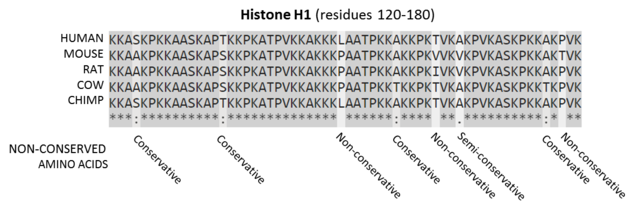 Histone H1 (residues 120-180)
HUMAN KKASKPKKAASKAPTKKPKATPVKKAKKKLAATPKKAKKPKTVKAKPVKASKPKKAKPVK
MOUSE KKAAKPKKAASKAPSKKPKATPVKKAKKKPAATPKKAKKPKVVKVKPVKASKPKKAKTVK
RAT KKAAKPKKAASKAPSKKPKATPVKKAKKKPAATPKKAKKPKIVKVKPVKASKPKKAKPVK
COW KKAAKPKKAASKAPSKKPKATPVKKAKKKPAATPKKTKKPKTVKAKPVKASKPKKTKPVK
CHIMP KKASKPKKAASKAPTKKPKATPVKKAKKKLAATPKKAKKPKTVKAKPVKASKPKKAKPVK
***:**********:************** ******:**** **.**********:* **
NON-CONSERVED
AMINO ACIDS
Conservative
Conservative
Non-conservative
Conservative
Non-conservative
Semi-conservative
Conservative
Non-conservative